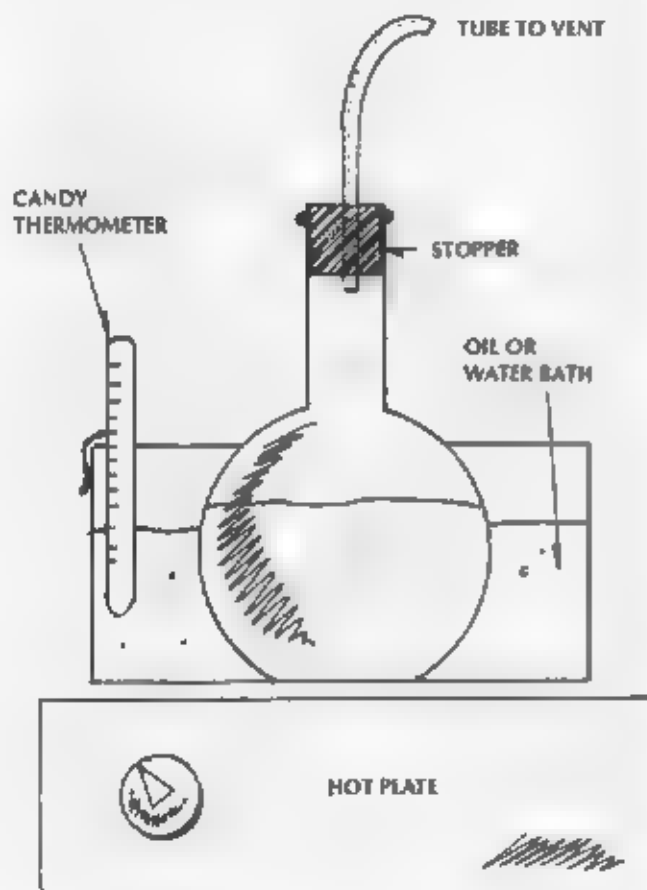 TUBE TO VENT
CANDY
THERMOMETER
STOPPER
OIL OR
WATER BATH
HOT PLATE